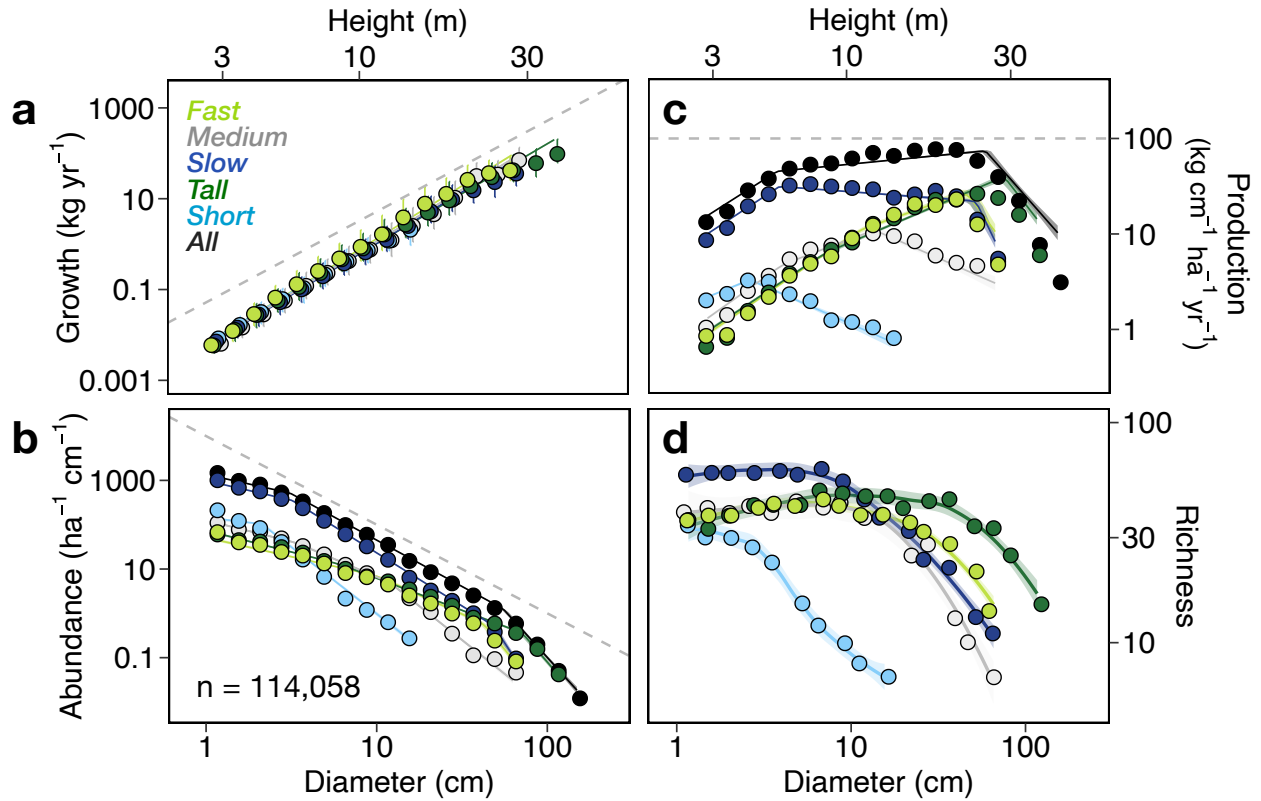 Height (m)
3 10 30
a
Growth (kg yr⁻¹)
1000
10
0.1
0.001
Fast
Medium
Slow
Tall
Short
All
Height (m)
3 10 30
c
100
10
1
Production
(kg cm⁻¹ ha⁻¹ yr⁻¹)
b
Abundance (ha⁻¹ cm⁻¹)
1000
10
0.1
n = 114,058
1 10 100
Diameter (cm)
d
100
30
10
Richness
1 10 100
Diameter (cm)